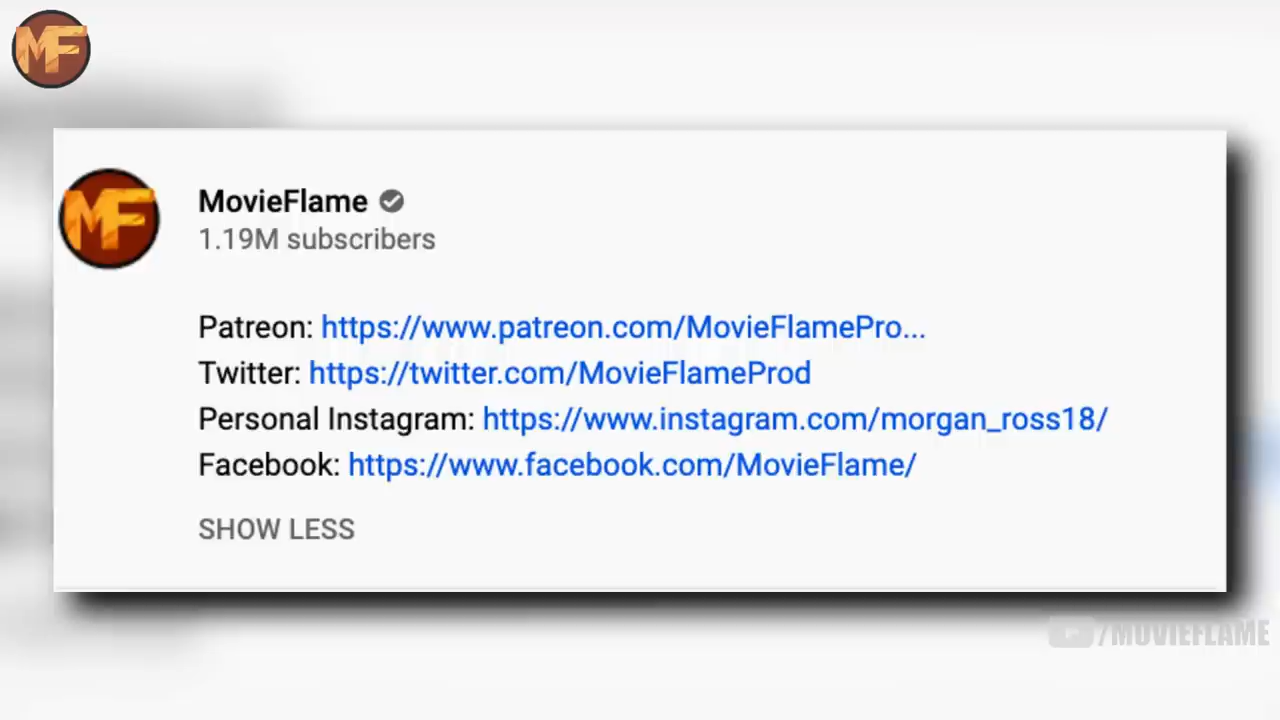 MF
MF
MovieFlame
1.19M subscribers
Patreon: https://www.patreon.com/MovieFlamePro...
Twitter: https://twitter.com/MovieFlameProd
Personal Instagram: https://www.instagram.com/morgan_ross18/
Facebook: https://www.facebook.com/MovieFlame/
SHOW LESS
/MOVIEFLAME